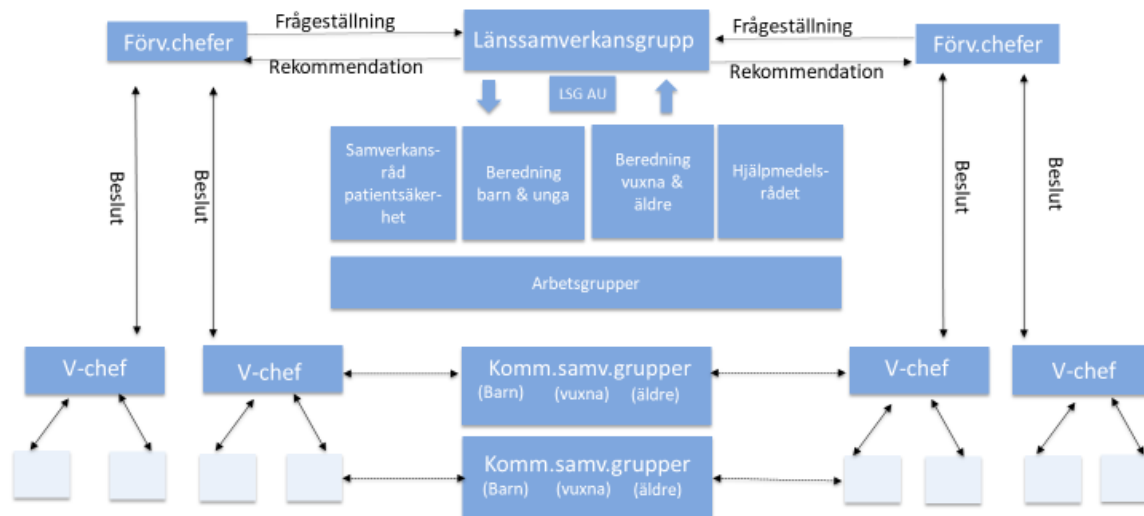 Förv.chefer
Frågeställning
Rekommendation
Länssamverkansgrupp
Frågeställning
Rekommendation
Förv.chefer
LSG AU
Samverkans-
råd
patientsäker-
het
Beredning
barn & unga
Beredning
vuxna &
äldre
Hjälpmedels-
rådet
Beslut
Beslut
Beslut
Beslut
Arbetsgrupper
V-chef
V-chef
Komm.samv.grupper
(Barn) (vuxna) (äldre)
V-chef
V-chef
Komm.samv.grupper
(Barn) (vuxna) (äldre)